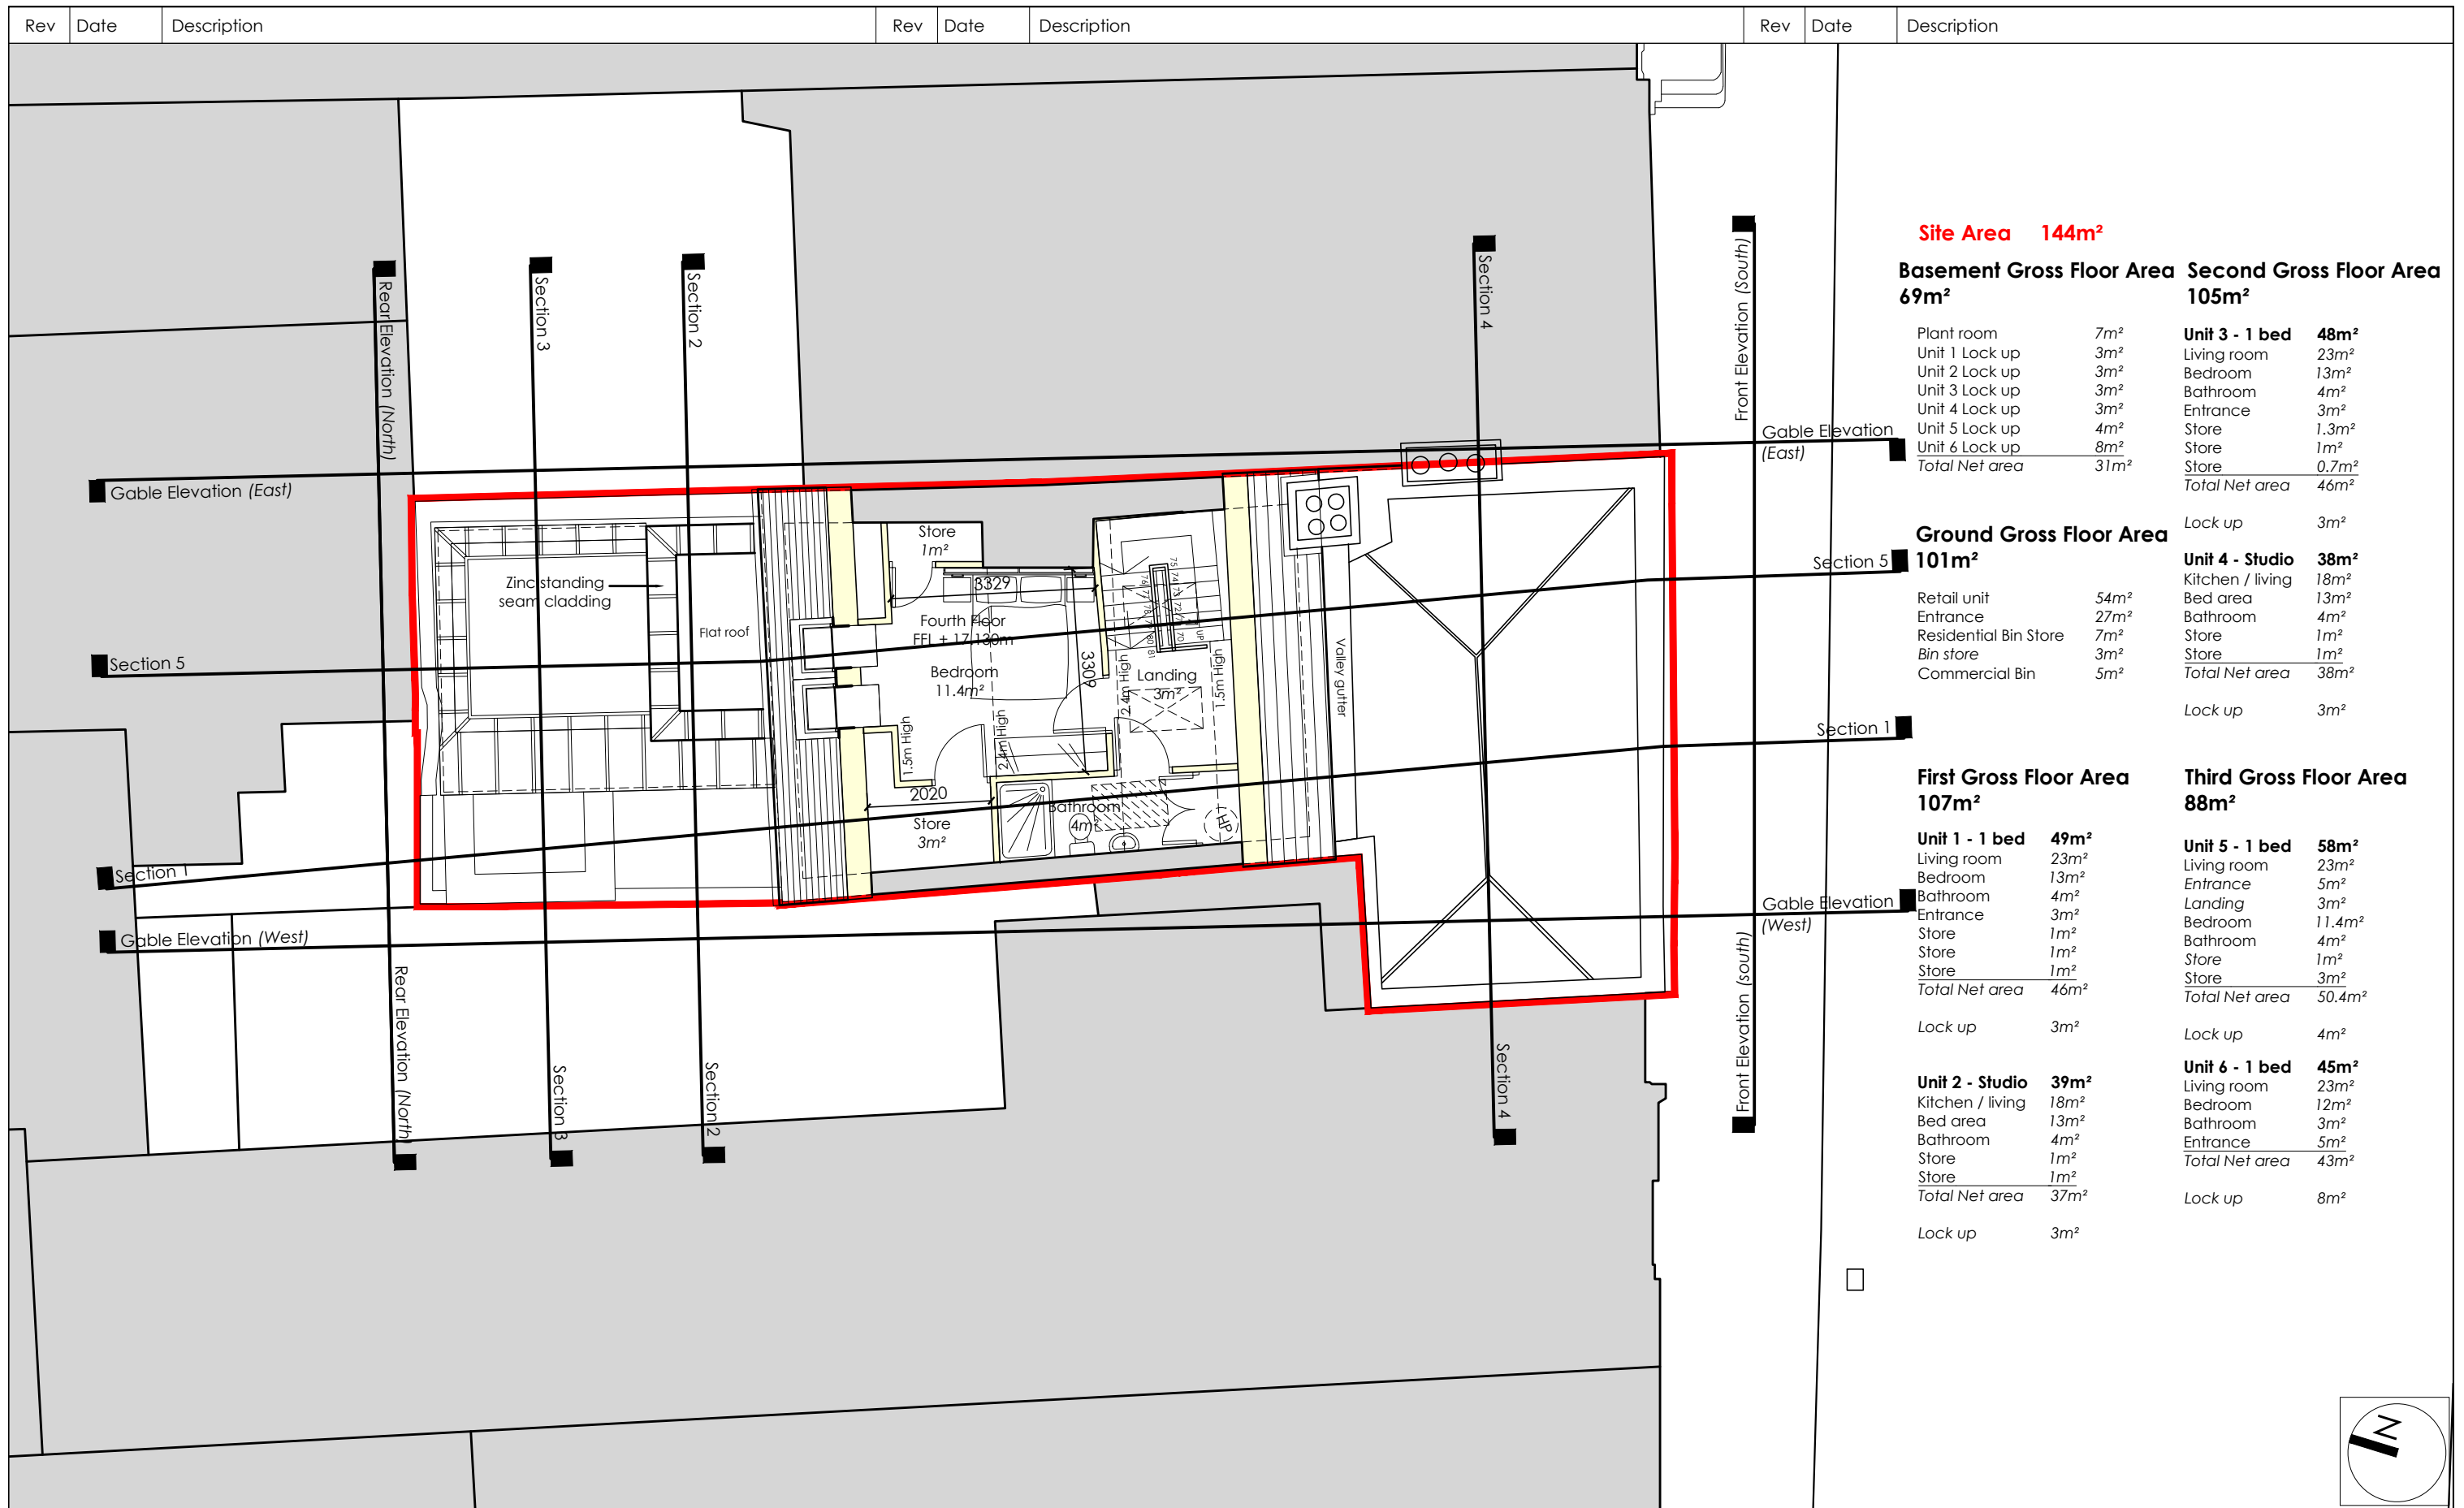 Rev Date Description Rev Date Description Rev Date Description
Site Area 144m²
Basement Gross Floor Area
69m²
Plant room 7m²
Unit 1 Lock up 3m²
Unit 2 Lock up 3m²
Unit 3 Lock up 3m²
Unit 4 Lock up 3m²
Unit 5 Lock up 4m²
Unit 6 Lock up 8m²
Total Net area 31m²
Ground Gross Floor Area
101m²
Retail unit 54m²
Entrance 27m²
Residential Bin Store 7m²
Bin store 3m²
Commercial Bin 5m²
First Gross Floor Area
107m²
Unit 1 - 1 bed 49m²
Living room 23m²
Bedroom 13m²
Bathroom 4m²
Entrance 3m²
Store 1m²
Store 1m²
Store 1m²
Total Net area 46m²
Lock up 3m²
Unit 2 - Studio 39m²
Kitchen / living 18m²
Bed area 13m²
Bathroom 4m²
Store 1m²
Store 1m²
Total Net area 37m²
Lock up 3m²
Second Gross Floor Area
105m²
Unit 3 - 1 bed 48m²
Living room 23m²
Bedroom 13m²
Bathroom 4m²
Entrance 3m²
Store 1.3m²
Store 1m²
Store 0.7m²
Total Net area 46m²
Lock up 3m²
Unit 4 - Studio 38m²
Kitchen / living 18m²
Bed area 13m²
Bathroom 4m²
Store 1m²
Store 1m²
Total Net area 38m²
Lock up 3m²
Third Gross Floor Area
88m²
Unit 5 - 1 bed 58m²
Living room 23m²
Entrance 5m²
Landing 3m²
Bedroom 11.4m²
Bathroom 4m²
Store 1m²
Store 3m²
Total Net area 50.4m²
Lock up 4m²
Unit 6 - 1 bed 45m²
Living room 23m²
Bedroom 12m²
Bathroom 3m²
Entrance 5m²
Total Net area 43m²
Lock up 8m²
Rear Elevation (North)
Section 3
Section 2
Section 4
Front Elevation (South)
Gable Elevation
(East)
Gable Elevation (East)
Section 5
Section 5
Section 1
Section 1
Gable Elevation
(West)
Gable Elevation (West)
Rear Elevation (North)
Section 3
Section 2
Section 4
Front Elevation (south)
Zinc standing
seam cladding
Flat roof
Store
1m²
3329
Fourth Floor
FFL + 17.130m
Bedroom
11.4m²
3309
Landing
3m²
UP
1.5m High
2.4m High
2.4m High
1.5m High
2020
Store
3m²
Bathroom
4m²
HP
Valley gutter
N